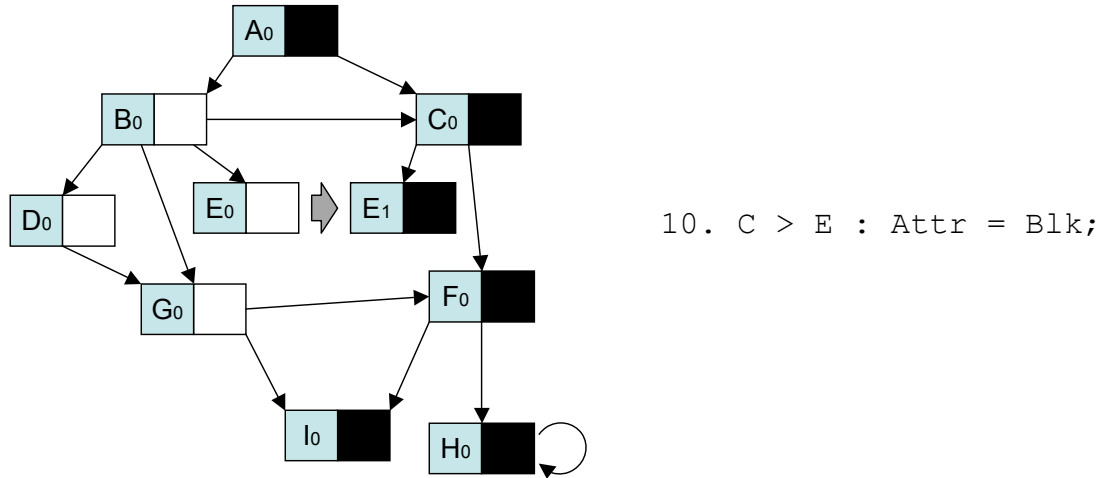 A0
B0
C0
D0
E0
E1
10. C > E : Attr = Blk;
G0
F0
I0
H0